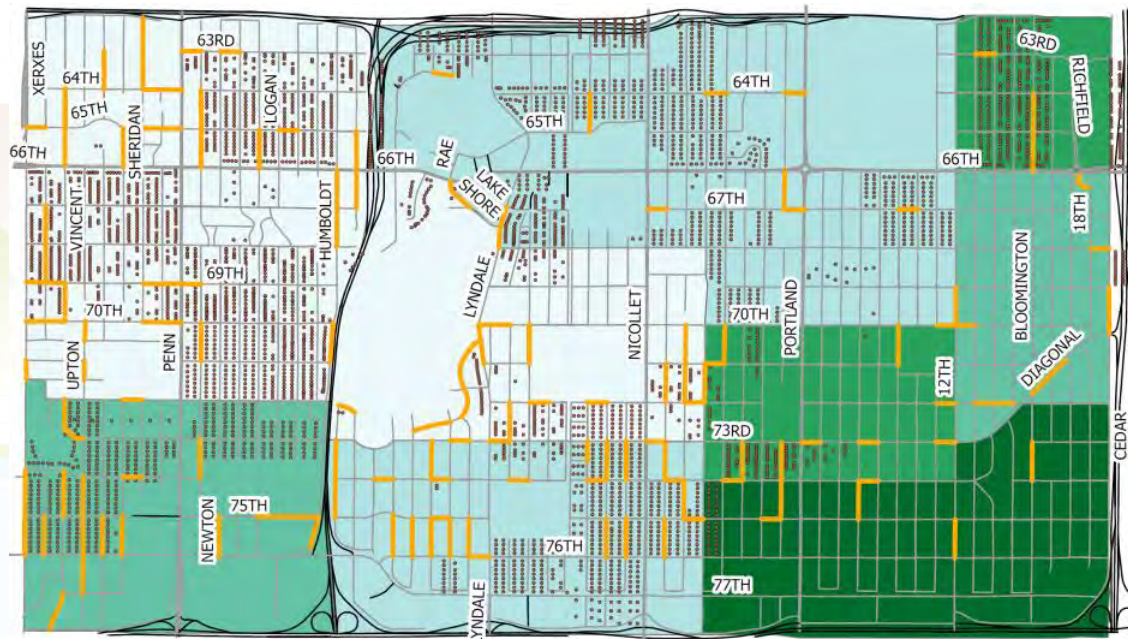 XERXES
63RD
63RD
64TH
LOGAN
64TH
RICHFIELD
65TH
65TH
66TH
SHERIDAN
66TH
RAE
66TH
LAKE
SHORE
67TH
18TH
VINCENT
HUMBOLDT
69TH
LYNDALE
BLOOMINGTON
70TH
NICOLLET
70TH
PORTLAND
UPTON
PENN
12TH
DIAGONAL
73RD
CEDAR
NEWTON
75TH
76TH
77TH
LYNDALE